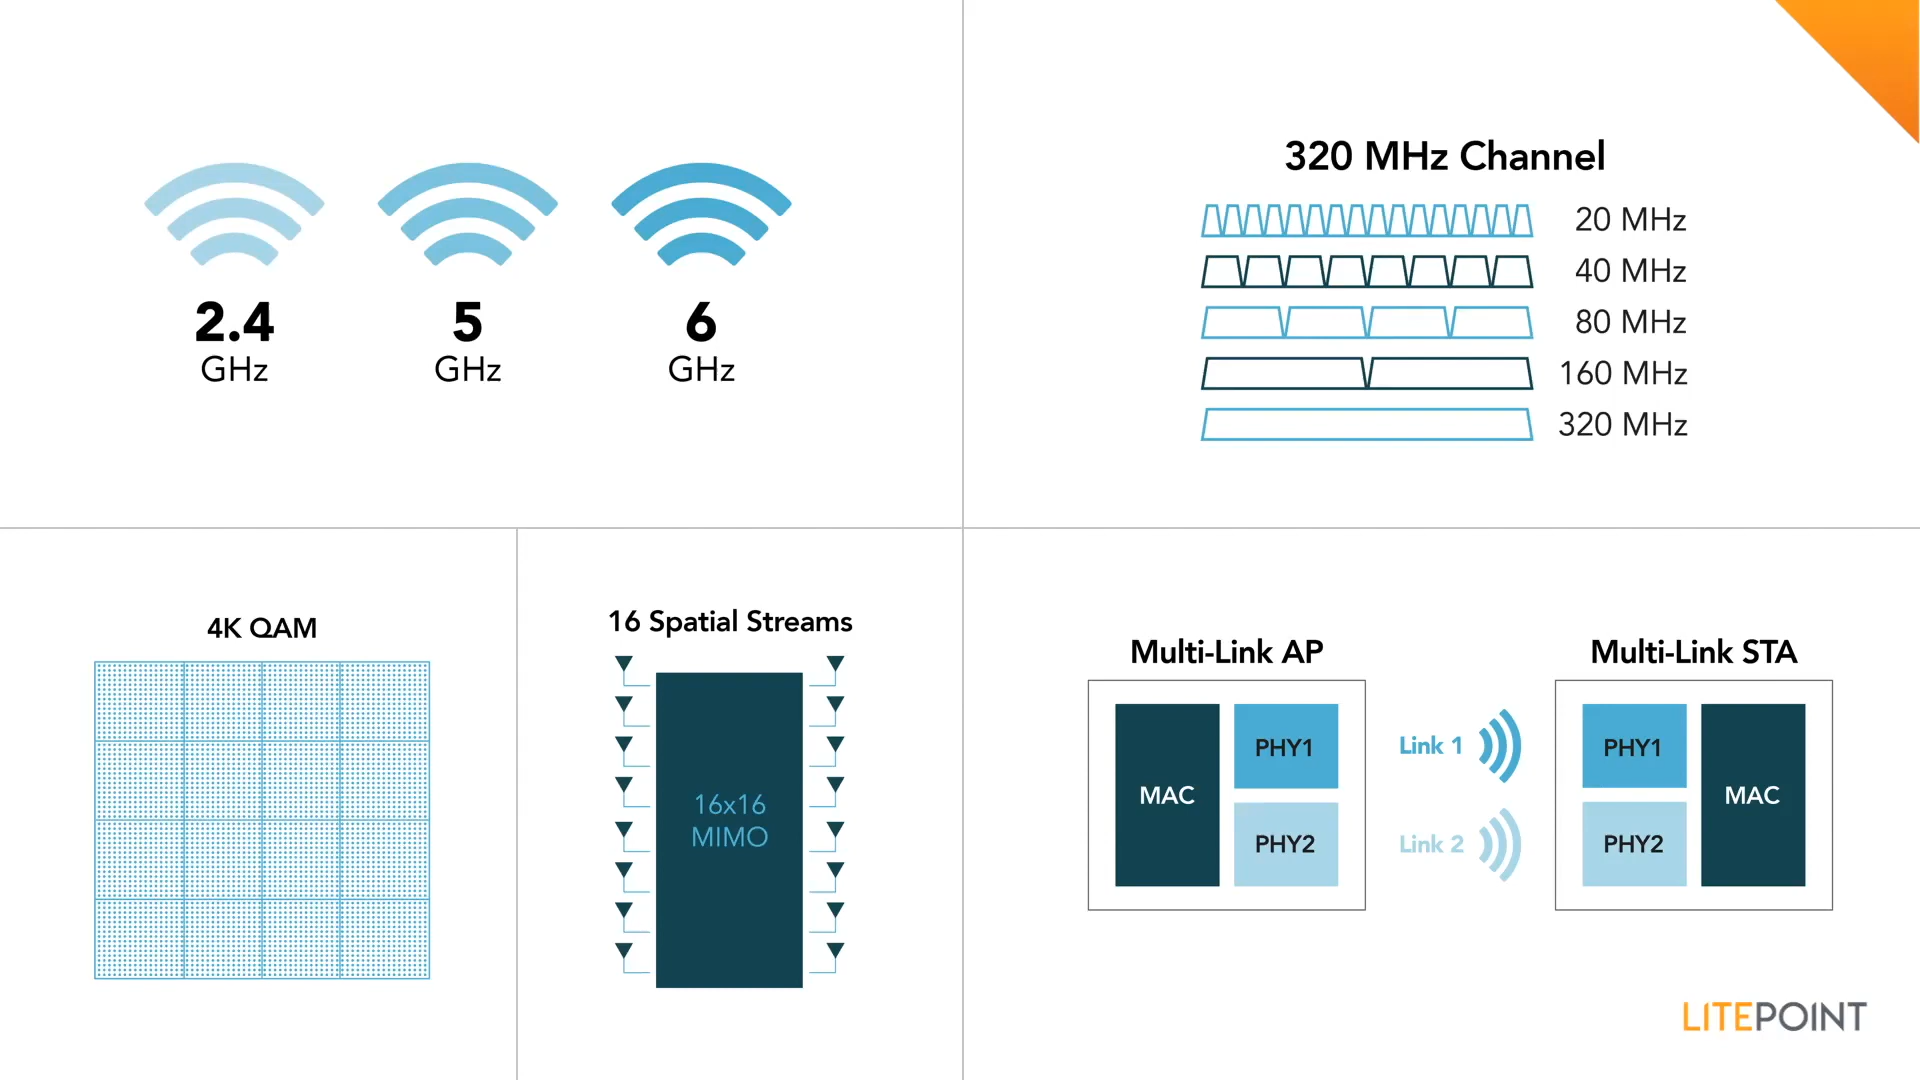 2.4
GHz
5
GHz
6
GHz
320 MHz Channel
20 MHz
40 MHz
80 MHz
160 MHz
320 MHz
4K QAM
16 Spatial Streams
16x16
MIMO
Multi-Link AP
MAC
PHY1
PHY2
Link 1
Link 2
Multi-Link STA
PHY1
PHY2
MAC
LITEPOINT